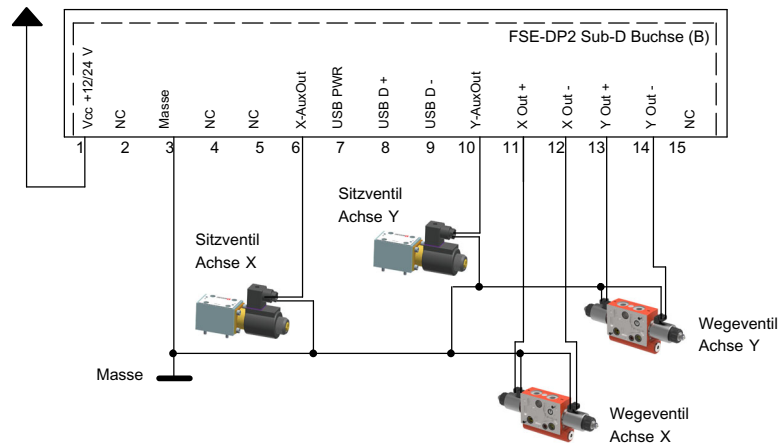 FSE-DP2 Sub-D Buchse (B)
Vcc +12/24 V
NC
Masse
NC
NC
X-AuxOut
USB PWR
USB D +
USB D -
Y-AuxOut
X Out +
X Out -
Y Out +
Y Out -
NC
1 2 3 4 5 6 7 8 9 10 11 12 13 14 15
Sitzventil
Achse Y
Sitzventil
Achse X
Wegeventil
Achse Y
Masse
Wegeventil
Achse X